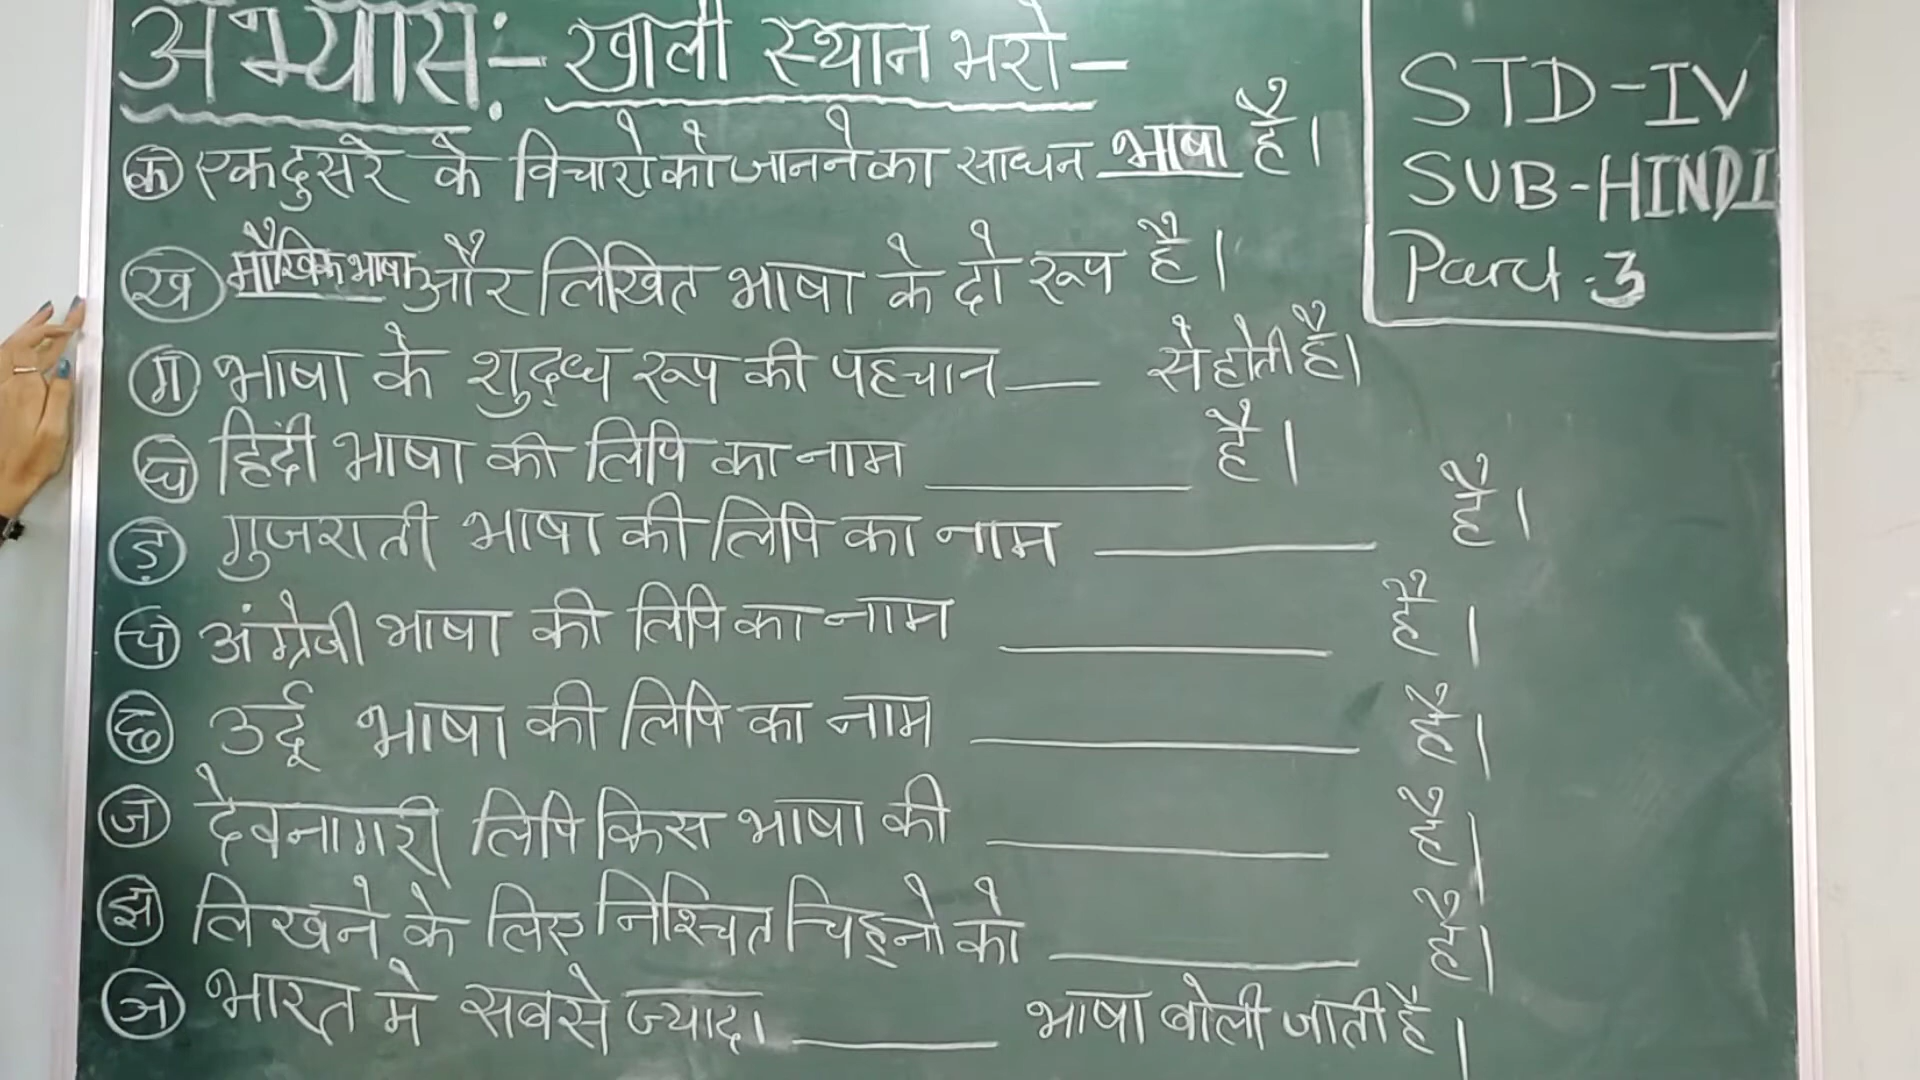 अभ्यास:- खाली स्थान भरो-
STD-IV
SUB-HINDI
Part-3
क एकदुसरे के विचारो को जानने का साधन भाषा है।
ख मौखिक भाषा और लिखित भाषा के दो रूप है।
ग भाषा के शुद्ध रूप की पहचान ___ से होती है।
घ हिंदी भाषा की लिपि का नाम ___ है।
ड़ गुजराती भाषा की लिपि का नाम ___ है।
च अंग्रेजी भाषा की लिपि का नाम ___ है।
छ उर्दू भाषा की लिपि का नाम ___ है।
ज देवनागरी लिपि किस भाषा की ___ है।
झ लिखने के लिए निश्चित चिह्नो को ___ है।
ञ भारत मे सबसे ज्यादा ___ भाषा बोली जाती है।